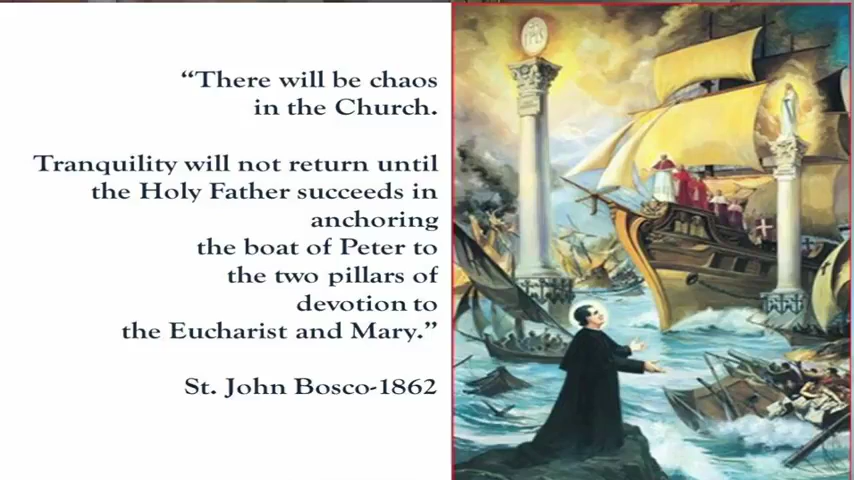 “There will be chaos
in the Church.
Tranquility will not return until
the Holy Father succeeds in
anchoring
the boat of Peter to
the two pillars of
devotion to
the Eucharist and Mary.”
St. John Bosco-1862